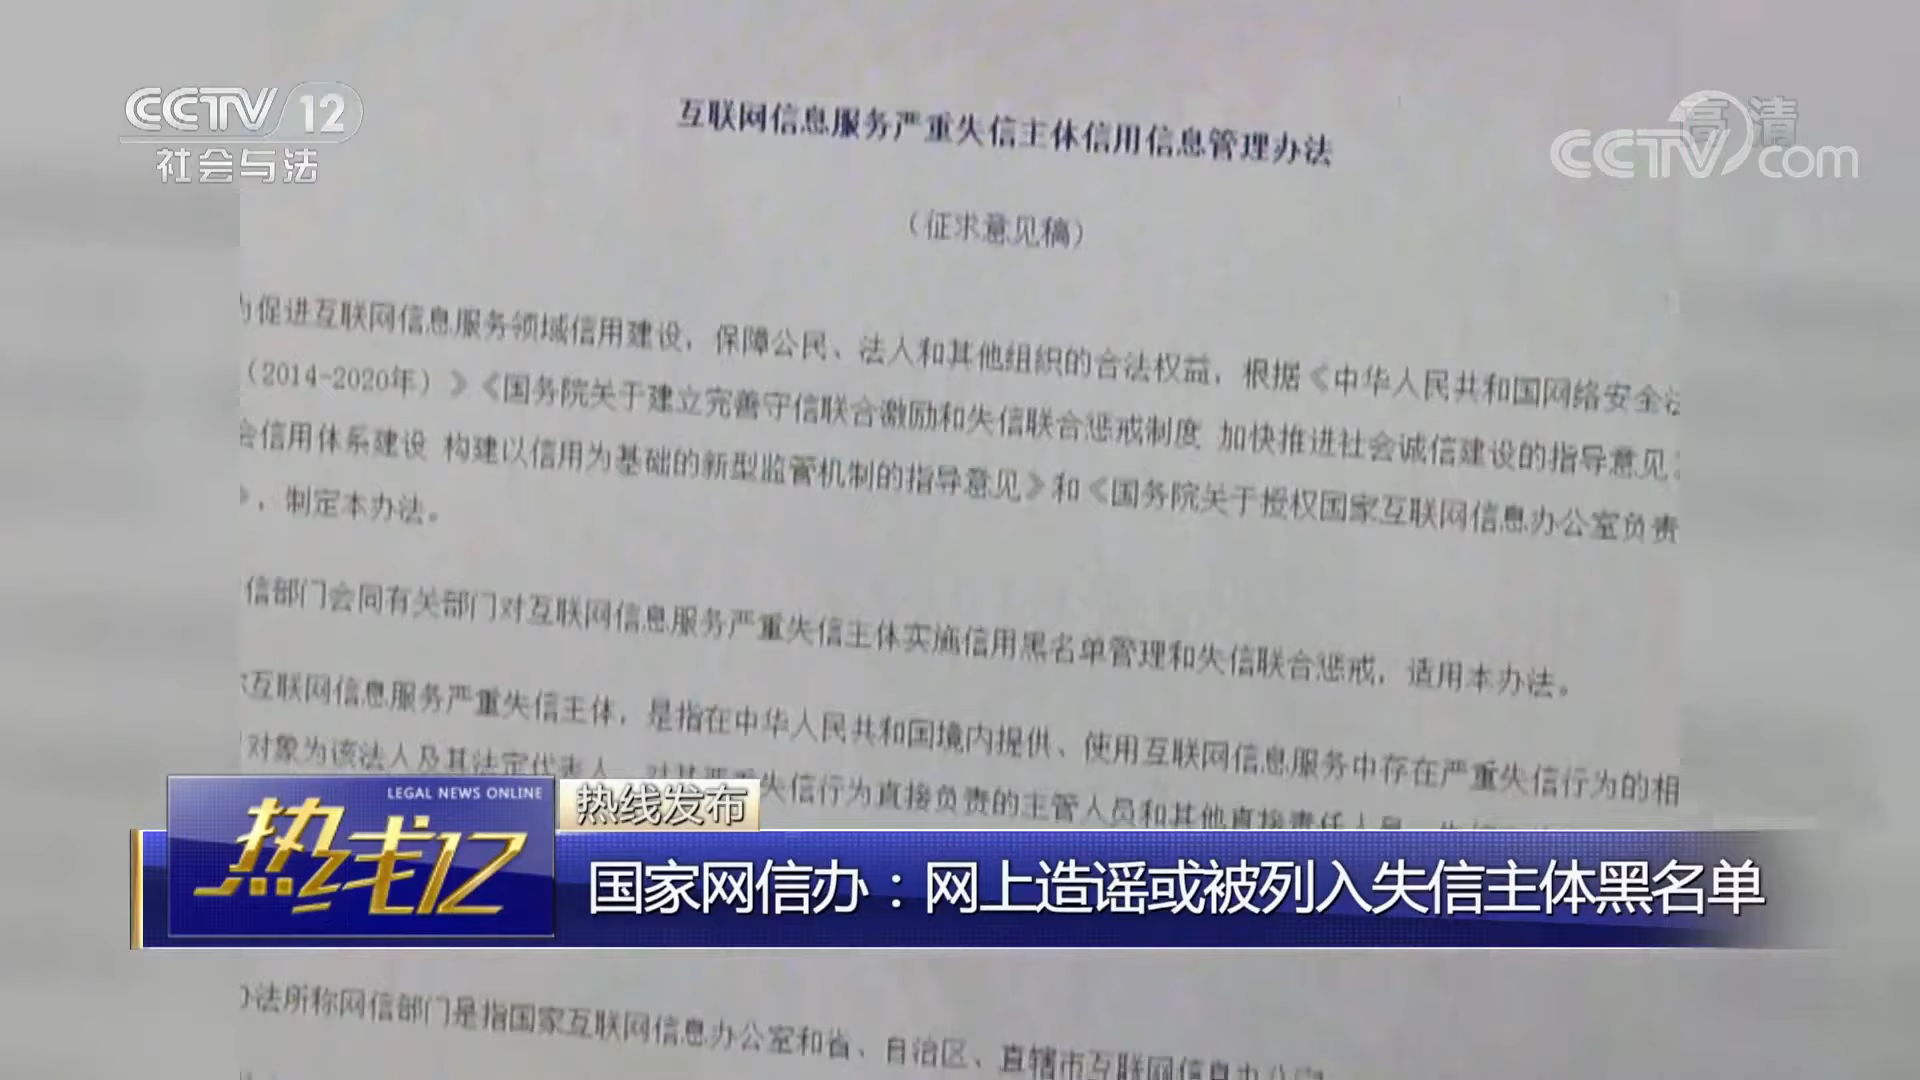 CCTV 12
社会与法
高清
CCTV.com
互联网信息服务严重失信主体信用信息管理办法
（征求意见稿）
促进互联网信息服务领域信用建设，保障公民、法人和其他组织的合法权益，根据《中华人民共和国网络安全法
（2014-2020年）》《国务院关于建立完善守信联合激励和失信联合惩戒制度 加快推进社会诚信建设的指导意见
会信用体系建设 构建以信用为基础的新型监管机制的指导意见》和《国务院关于授权国家互联网信息办公室负责
》，制定本办法。
信部门会同有关部门对互联网信息服务严重失信主体实施信用黑名单管理和失信联合惩戒，适用本办法。
互联网信息服务严重失信主体，是指在中华人民共和国境内提供、使用互联网信息服务中存在严重失信行为的相
对象为该法人及其法定代表人、对其严重失信行为直接负责的主管人员和其他直接责任人员
LEGAL NEWS ONLINE
热线12
热线发布
国家网信办：网上造谣或被列入失信主体黑名单
办法所称网信部门是指国家互联网信息办公室和省、自治区、直辖市互联网信息办公室